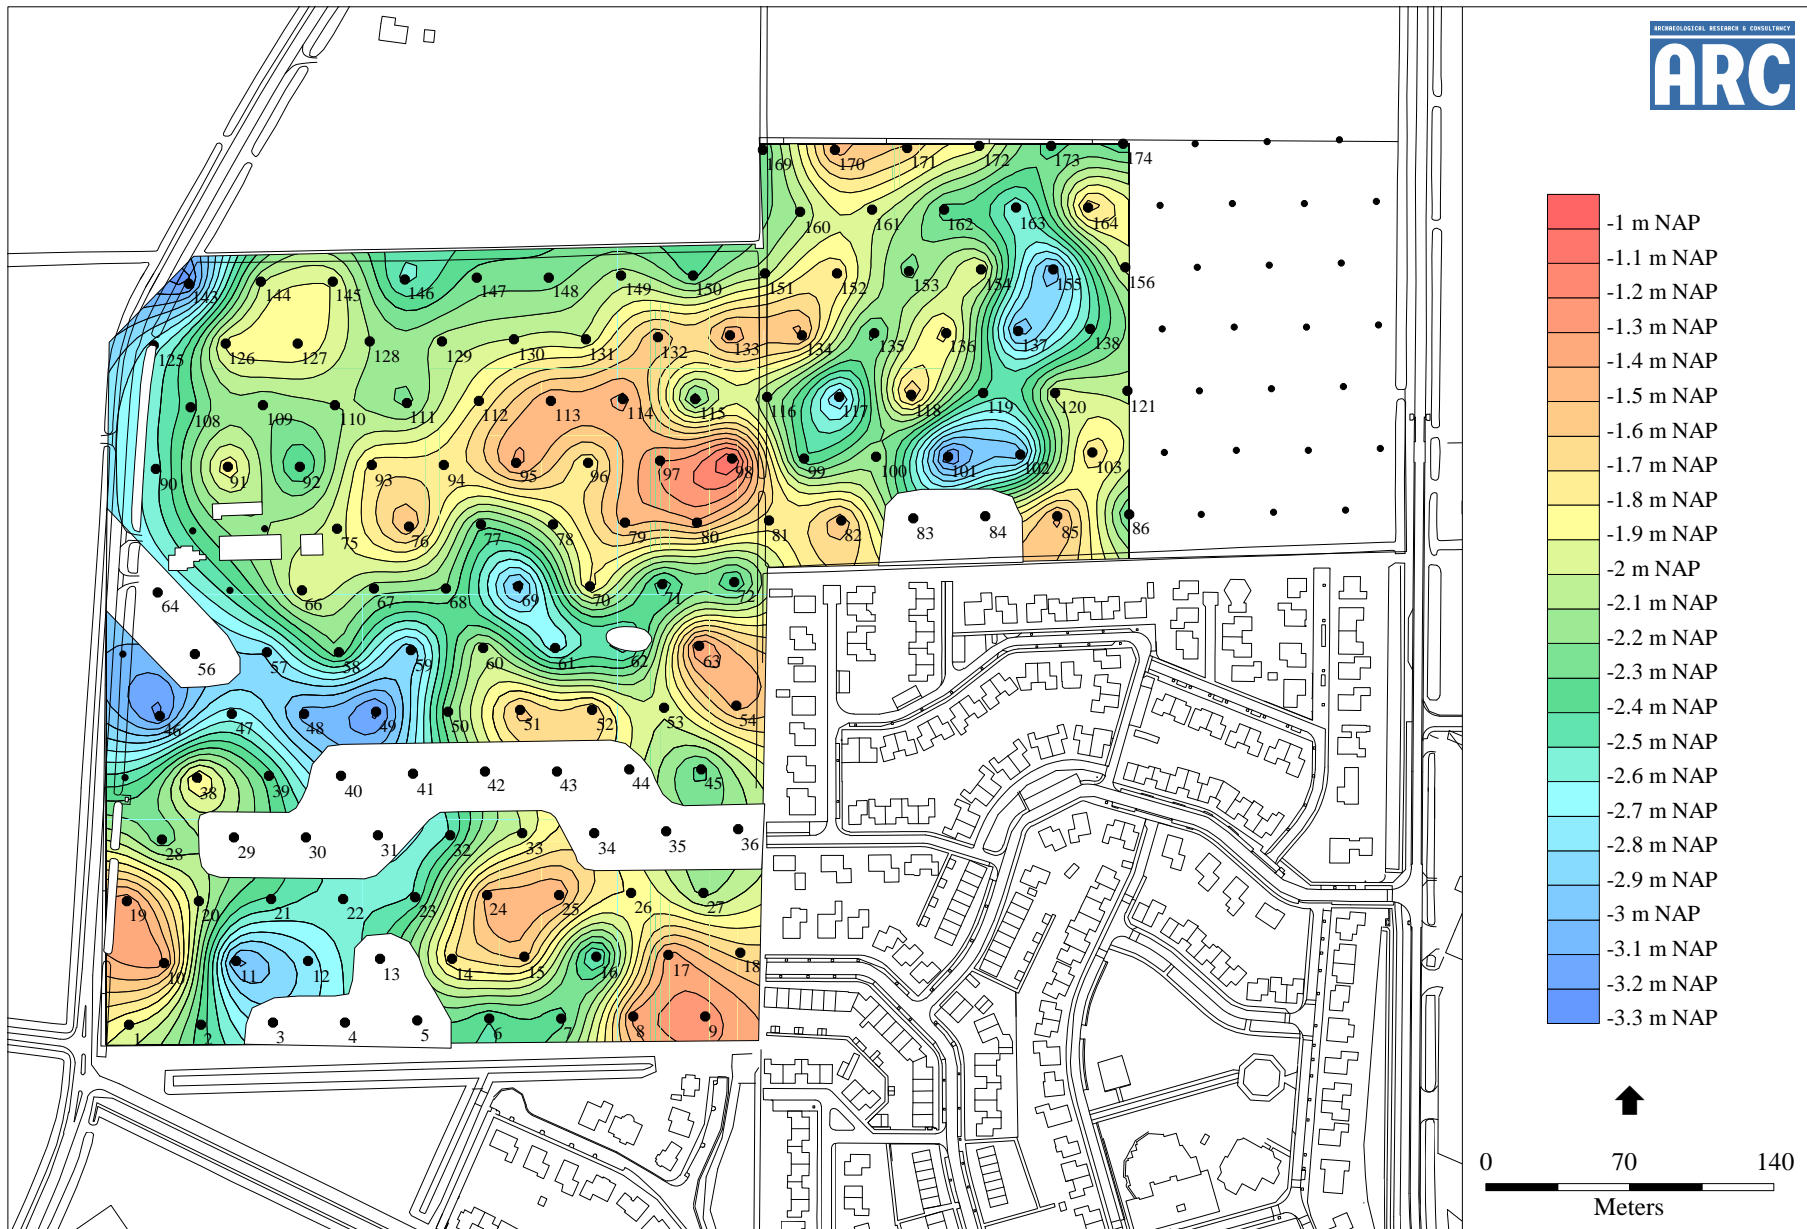 ARCHAEOLOGICAL RESEARCH & CONSULTANCY
ARC
169 170 171 172 173 174
160 161 162 163 164
143 144 145 146 147 148 149 150 151 152 153 154 155 156
125 126 127 128 129 130 131 132 133 134 135 136 137 138
108 109 110 111 112 113 114 115 116 117 118 119 120 121
90 91 92 93 94 95 96 97 98 99 100 101 102 103
75 76 77 78 79 80 81 82 83 84 85 86
64 66 67 68 69 70 71 72
56 57 58 59 60 61 62 63
46 47 48 49 50 51 52 53 54
38 39 40 41 42 43 44 45
28 29 30 31 32 33 34 35 36
19 20 21 22 23 24 25 26 27
10 11 12 13 14 15 16 17 18
1 2 3 4 5 6 7 8 9
-1 m NAP
-1.1 m NAP
-1.2 m NAP
-1.3 m NAP
-1.4 m NAP
-1.5 m NAP
-1.6 m NAP
-1.7 m NAP
-1.8 m NAP
-1.9 m NAP
-2 m NAP
-2.1 m NAP
-2.2 m NAP
-2.3 m NAP
-2.4 m NAP
-2.5 m NAP
-2.6 m NAP
-2.7 m NAP
-2.8 m NAP
-2.9 m NAP
-3 m NAP
-3.1 m NAP
-3.2 m NAP
-3.3 m NAP
0 70 140
Meters